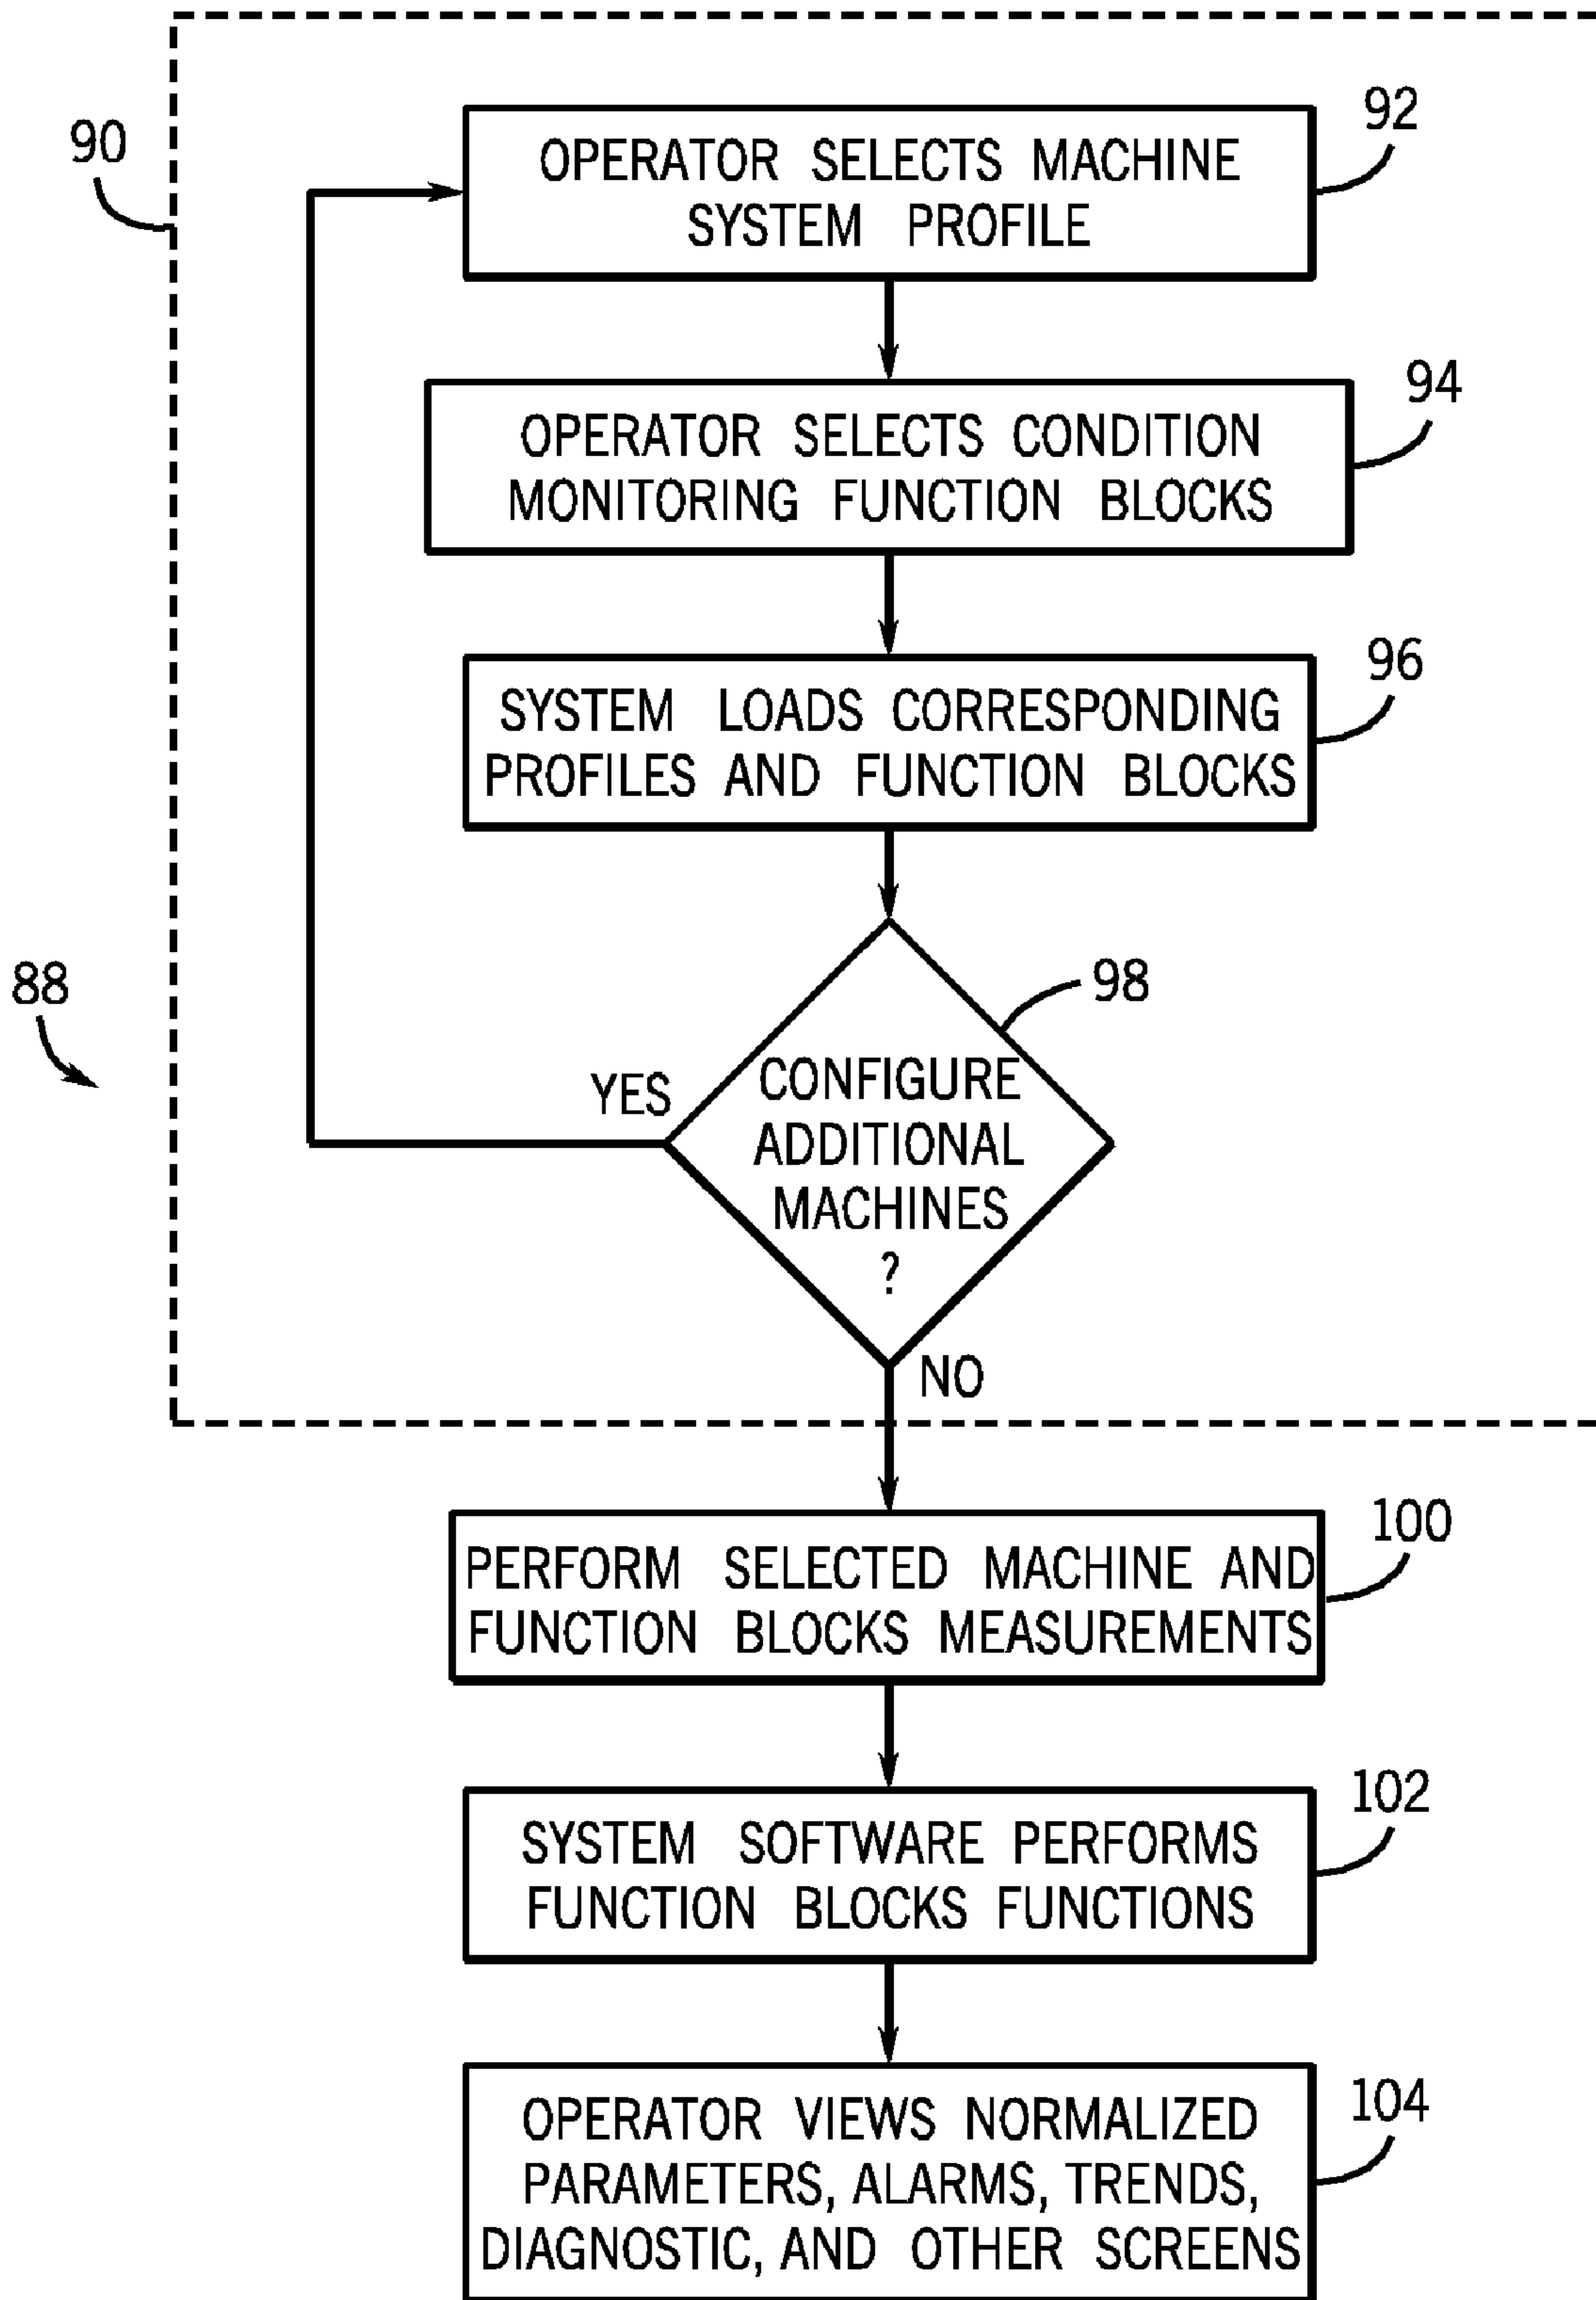 90
92
OPERATOR SELECTS MACHINE
SYSTEM PROFILE
94
OPERATOR SELECTS CONDITION
MONITORING FUNCTION BLOCKS
96
SYSTEM LOADS CORRESPONDING
PROFILES AND FUNCTION BLOCKS
88
98
YES
CONFIGURE
ADDITIONAL
MACHINES
?
NO
100
PERFORM SELECTED MACHINE AND
FUNCTION BLOCKS MEASUREMENTS
102
SYSTEM SOFTWARE PERFORMS
FUNCTION BLOCKS FUNCTIONS
104
OPERATOR VIEWS NORMALIZED
PARAMETERS, ALARMS, TRENDS,
DIAGNOSTIC, AND OTHER SCREENS